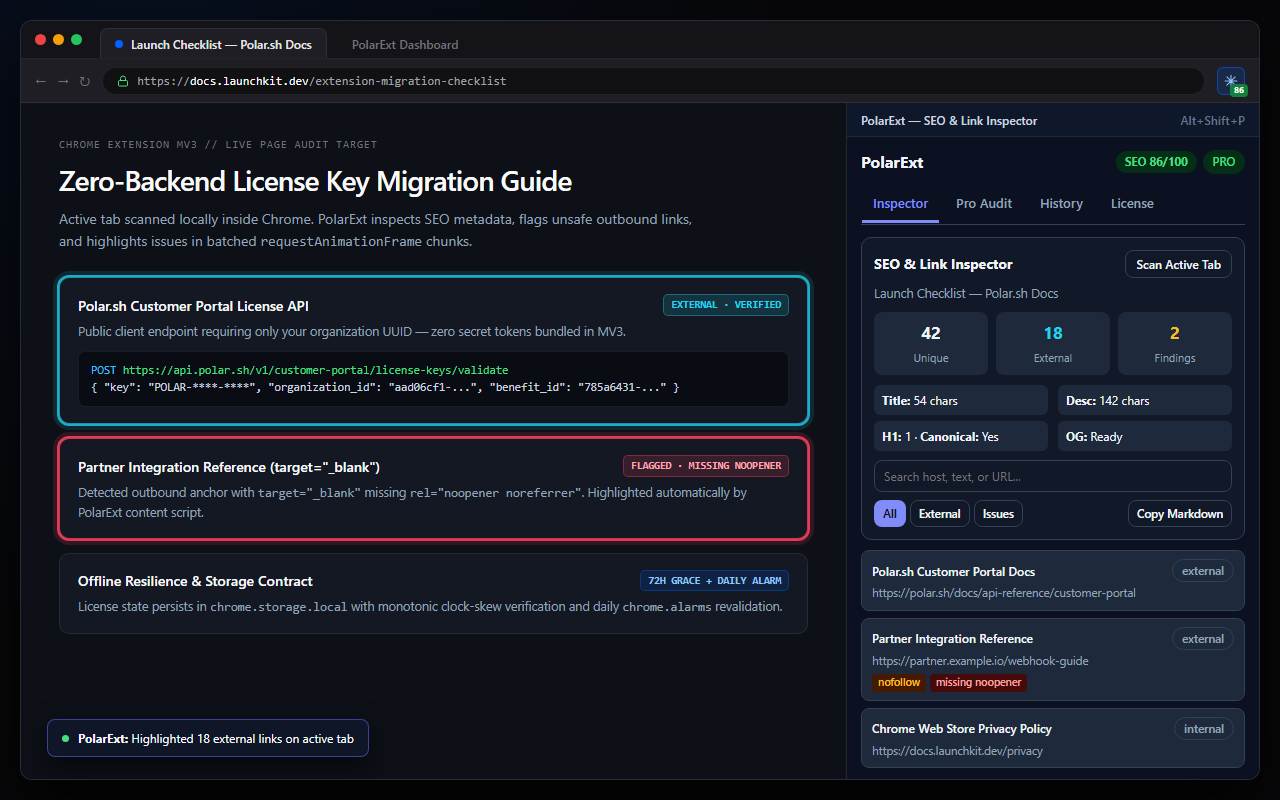 Launch Checklist — Polar.sh Docs
PolarExt Dashboard
← → ↻
https://docs.launchkit.dev/extension-migration-checklist
86
CHROME EXTENSION MV3 // LIVE PAGE AUDIT TARGET
Zero-Backend License Key Migration Guide
Active tab scanned locally inside Chrome. PolarExt inspects SEO metadata, flags unsafe outbound links,
and highlights issues in batched requestAnimationFrame chunks.
Polar.sh Customer Portal License API
EXTERNAL · VERIFIED
Public client endpoint requiring only your organization UUID — zero secret tokens bundled in MV3.
POST https://api.polar.sh/v1/customer-portal/license-keys/validate
{ "key": "POLAR-****-****", "organization_id": "aad06cf1-...", "benefit_id": "785a6431-..." }
Partner Integration Reference (target="_blank")
FLAGGED · MISSING NOOPENER
Detected outbound anchor with target="_blank" missing rel="noopener noreferrer". Highlighted automatically by
PolarExt content script.
Offline Resilience & Storage Contract
72H GRACE + DAILY ALARM
License state persists in chrome.storage.local with monotonic clock-skew verification and daily chrome.alarms revalidation.
PolarExt: Highlighted 18 external links on active tab
PolarExt — SEO & Link Inspector
Alt+Shift+P
PolarExt
SEO 86/100
PRO
Inspector
Pro Audit
History
License
SEO & Link Inspector
Scan Active Tab
Launch Checklist — Polar.sh Docs
42
Unique
18
External
2
Findings
Title: 54 chars
Desc: 142 chars
H1: 1 · Canonical: Yes
OG: Ready
Search host, text, or URL...
All
External
Issues
Copy Markdown
Polar.sh Customer Portal Docs
external
https://polar.sh/docs/api-reference/customer-portal
Partner Integration Reference
external
https://partner.example.io/webhook-guide
nofollow
missing noopener
Chrome Web Store Privacy Policy
internal
https://docs.launchkit.dev/privacy